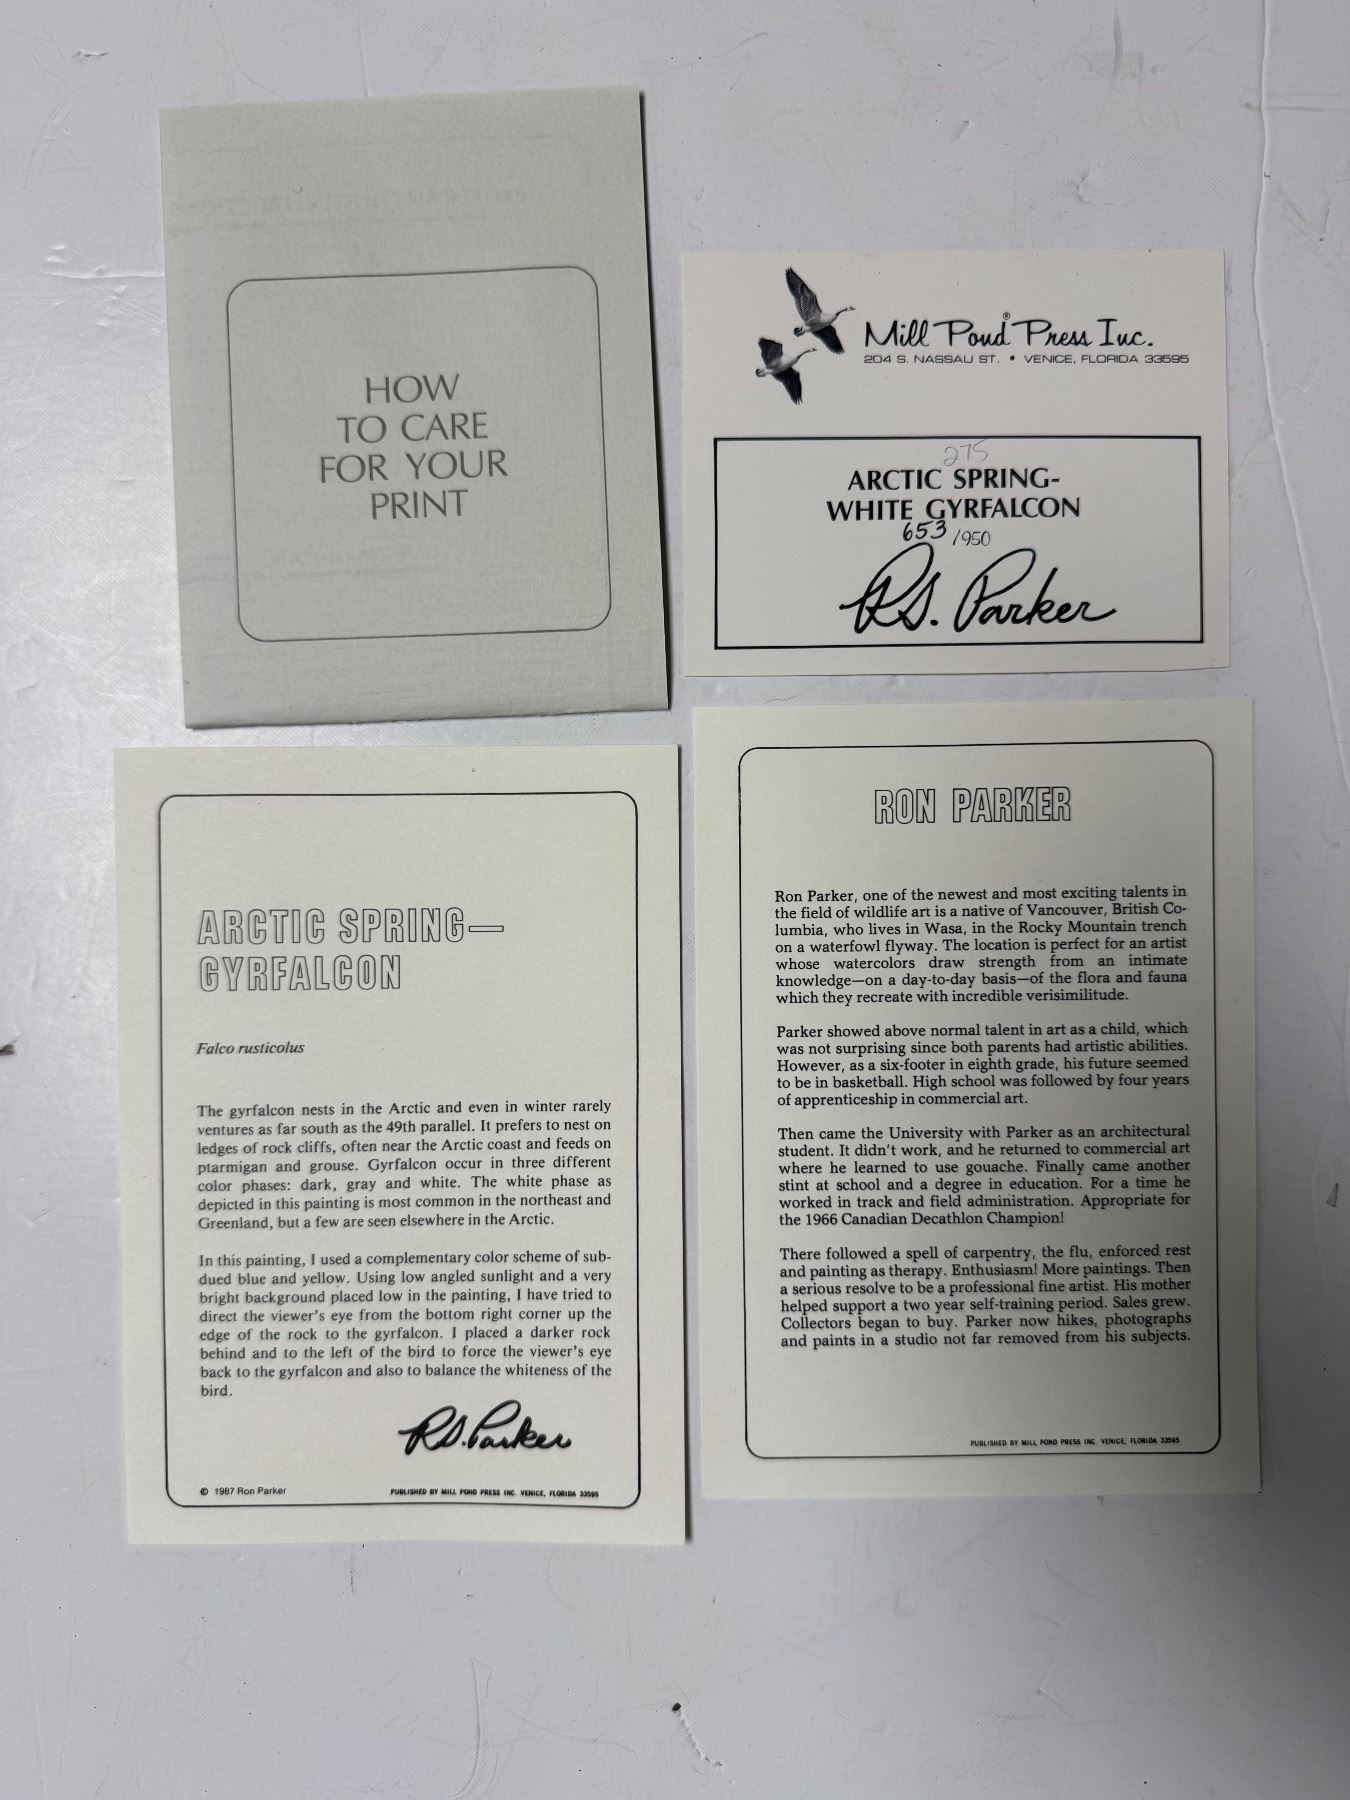 HOW
TO CARE
FOR YOUR
PRINT
Mill Pond Press Inc.
®
204 S. NASSAU ST. • VENICE, FLORIDA 33595
275
ARCTIC SPRING-
WHITE GYRFALCON
653/950
R.S. Parker
ARCTIC SPRING—
GYRFALCON
Falco rusticolus
The gyrfalcon nests in the Arctic and even in winter rarely
ventures as far south as the 49th parallel. It prefers to nest on
ledges of rock cliffs, often near the Arctic coast and feeds on
ptarmigan and grouse. Gyrfalcon occur in three different
color phases: dark, gray and white. The white phase as
depicted in this painting is most common in the northeast and
Greenland, but a few are seen elsewhere in the Arctic.
In this painting, I used a complementary color scheme of sub-
dued blue and yellow. Using low angled sunlight and a very
bright background placed low in the painting, I have tried to
direct the viewer's eye from the bottom right corner up the
edge of the rock to the gyrfalcon. I placed a darker rock
behind and to the left of the bird to force the viewer's eye
back to the gyrfalcon and also to balance the whiteness of the
bird.
R.S. Parker
© 1987 Ron Parker
PUBLISHED BY MILL POND PRESS INC. VENICE, FLORIDA 33595
RON PARKER
Ron Parker, one of the newest and most exciting talents in
the field of wildlife art is a native of Vancouver, British Co-
lumbia, who lives in Wasa, in the Rocky Mountain trench
on a waterfowl flyway. The location is perfect for an artist
whose watercolors draw strength from an intimate
knowledge—on a day-to-day basis—of the flora and fauna
which they recreate with incredible verisimilitude.
Parker showed above normal talent in art as a child, which
was not surprising since both parents had artistic abilities.
However, as a six-footer in eighth grade, his future seemed
to be in basketball. High school was followed by four years
of apprenticeship in commercial art.
Then came the University with Parker as an architectural
student. It didn't work, and he returned to commercial art
where he learned to use gouache. Finally came another
stint at school and a degree in education. For a time he
worked in track and field administration. Appropriate for
the 1966 Canadian Decathlon Champion!
There followed a spell of carpentry, the flu, enforced rest
and painting as therapy. Enthusiasm! More paintings. Then
a serious resolve to be a professional fine artist. His mother
helped support a two year self-training period. Sales grew.
Collectors began to buy. Parker now hikes, photographs
and paints in a studio not far removed from his subjects.
PUBLISHED BY MILL POND PRESS INC. VENICE, FLORIDA 33595